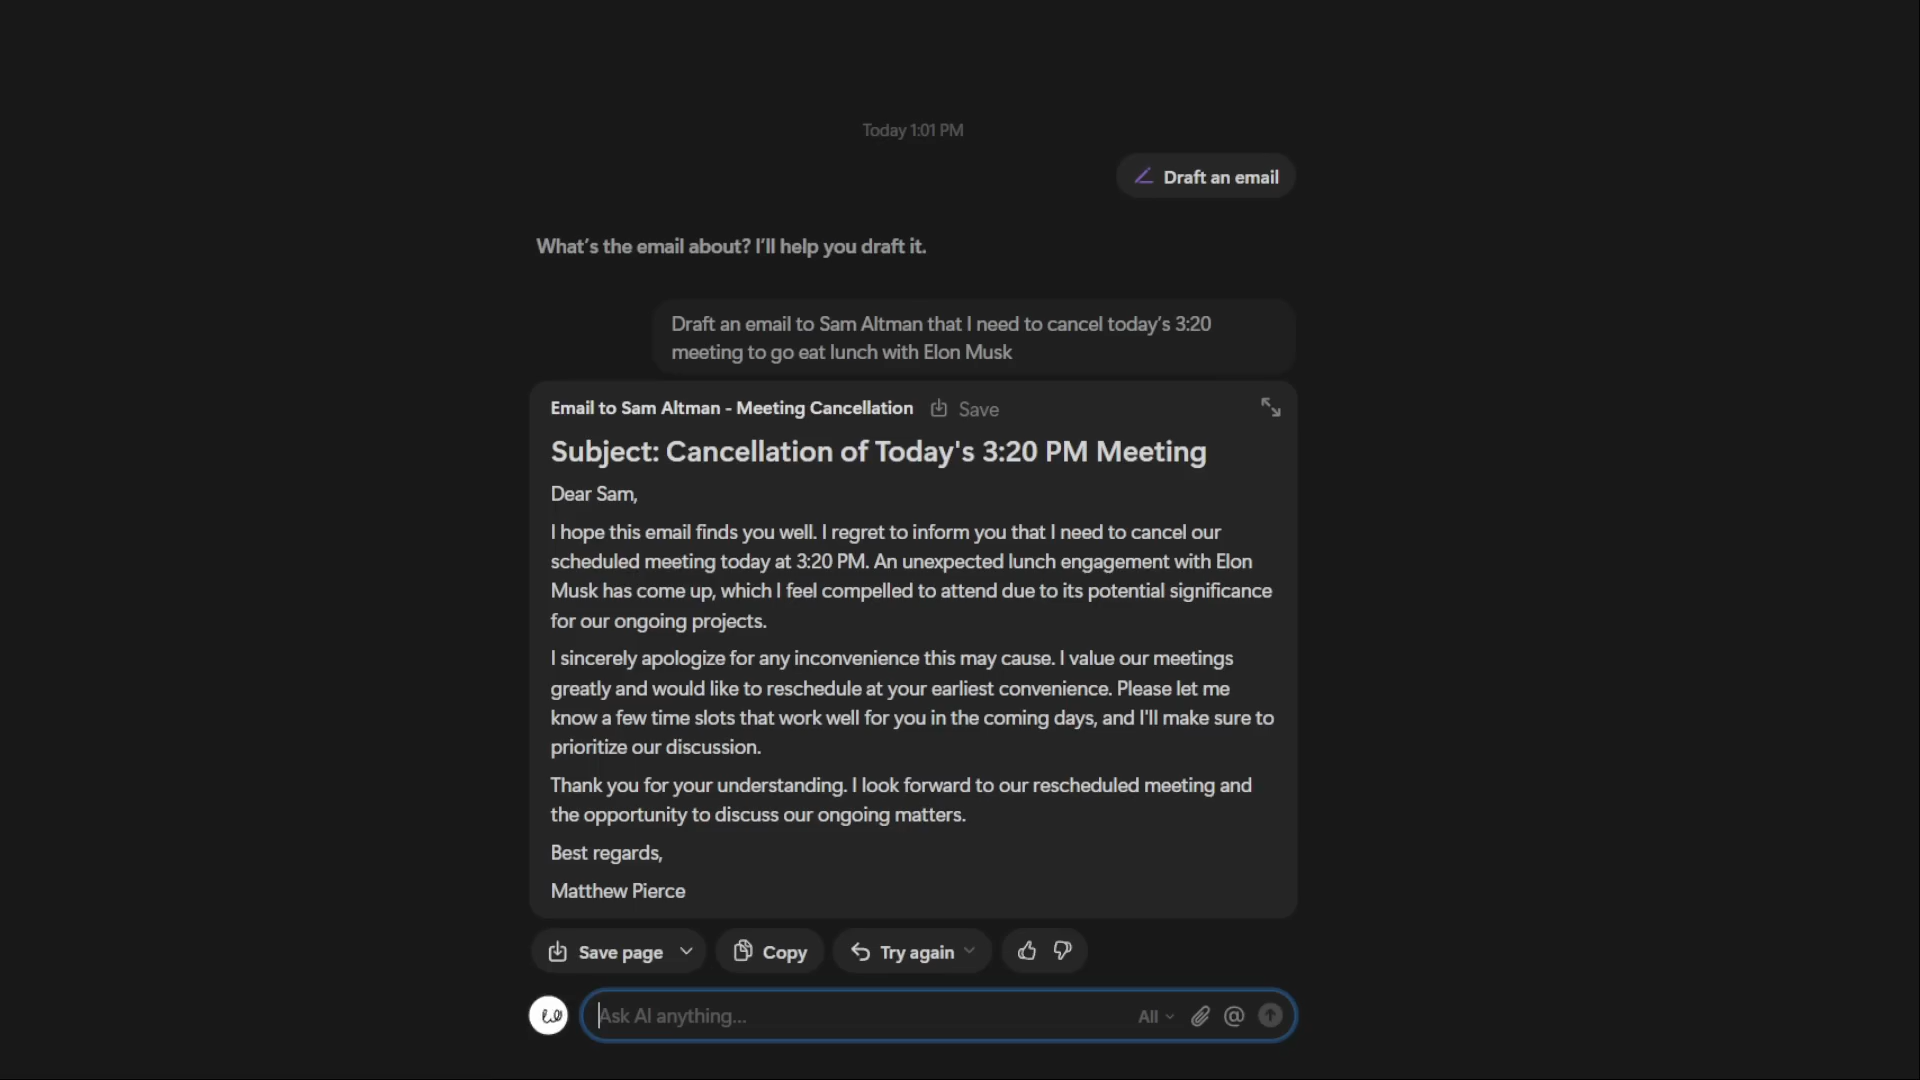 Today 1:01 PM
Draft an email
What's the email about? I'll help you draft it.
Draft an email to Sam Altman that I need to cancel today's 3:20
meeting to go eat lunch with Elon Musk
Email to Sam Altman - Meeting Cancellation Save
Subject: Cancellation of Today's 3:20 PM Meeting
Dear Sam,
I hope this email finds you well. I regret to inform you that I need to cancel our
scheduled meeting today at 3:20 PM. An unexpected lunch engagement with Elon
Musk has come up, which I feel compelled to attend due to its potential significance
for our ongoing projects.
I sincerely apologize for any inconvenience this may cause. I value our meetings
greatly and would like to reschedule at your earliest convenience. Please let me
know a few time slots that work well for you in the coming days, and I'll make sure to
prioritize our discussion.
Thank you for your understanding. I look forward to our rescheduled meeting and
the opportunity to discuss our ongoing matters.
Best regards,
Matthew Pierce
Save page Copy Try again
Ask AI anything... All @